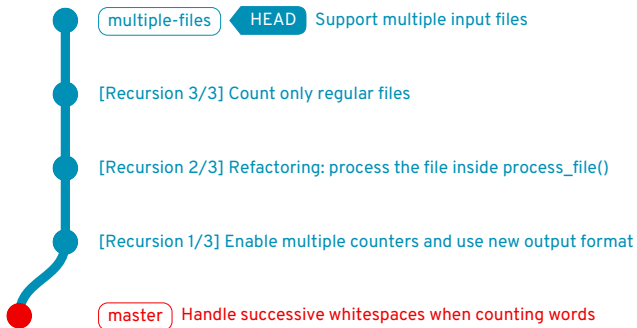 multiple-files HEAD Support multiple input files
[Recursion 3/3] Count only regular files
[Recursion 2/3] Refactoring: process the file inside process_file()
[Recursion 1/3] Enable multiple counters and use new output format
master Handle successive whitespaces when counting words